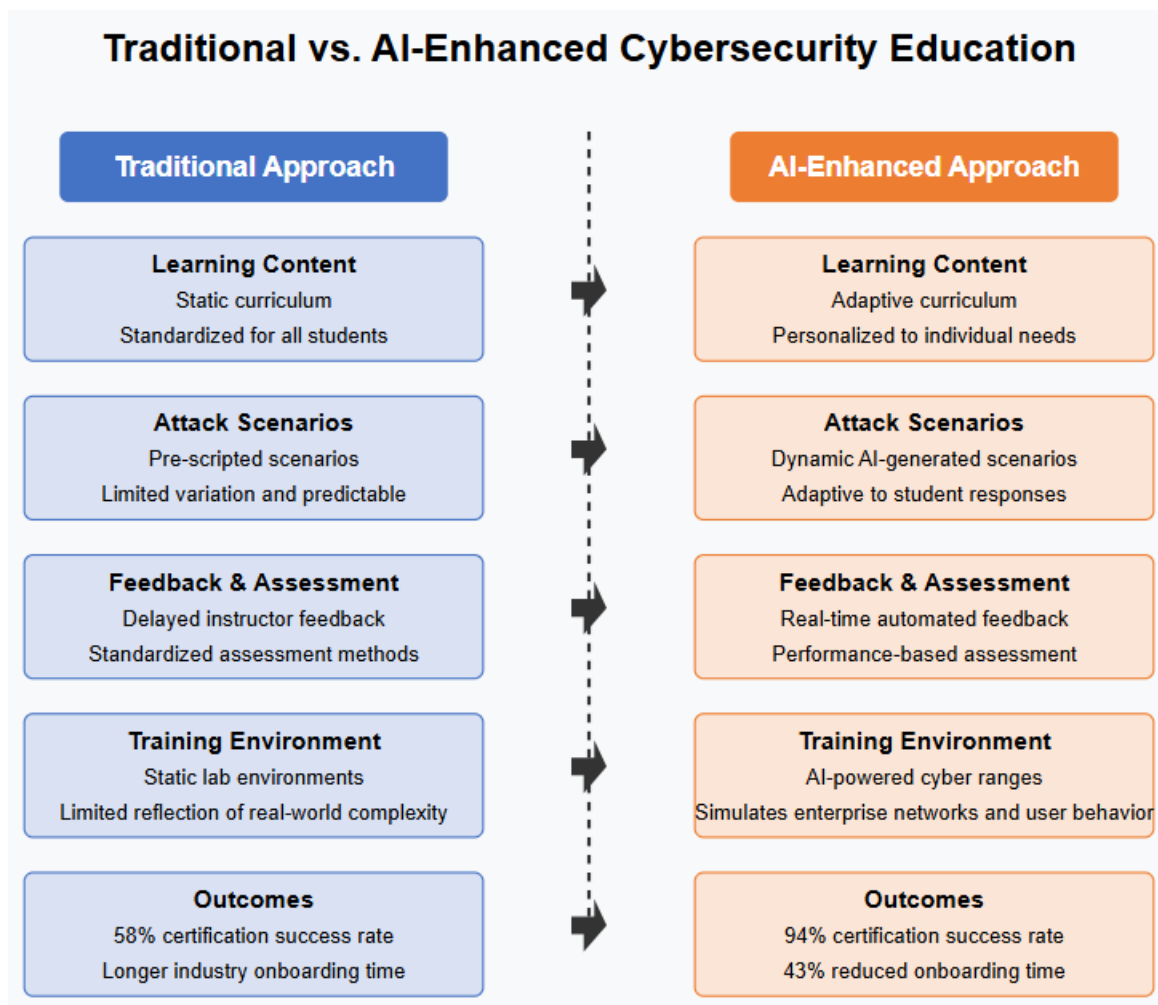 Traditional vs. AI-Enhanced Cybersecurity Education
Traditional Approach
AI-Enhanced Approach
Learning Content
Static curriculum
Standardized for all students
Learning Content
Adaptive curriculum
Personalized to individual needs
Attack Scenarios
Pre-scripted scenarios
Limited variation and predictable
Attack Scenarios
Dynamic AI-generated scenarios
Adaptive to student responses
Feedback & Assessment
Delayed instructor feedback
Standardized assessment methods
Feedback & Assessment
Real-time automated feedback
Performance-based assessment
Training Environment
Static lab environments
Limited reflection of real-world complexity
Training Environment
AI-powered cyber ranges
Simulates enterprise networks and user behavior
Outcomes
58% certification success rate
Longer industry onboarding time
Outcomes
94% certification success rate
43% reduced onboarding time